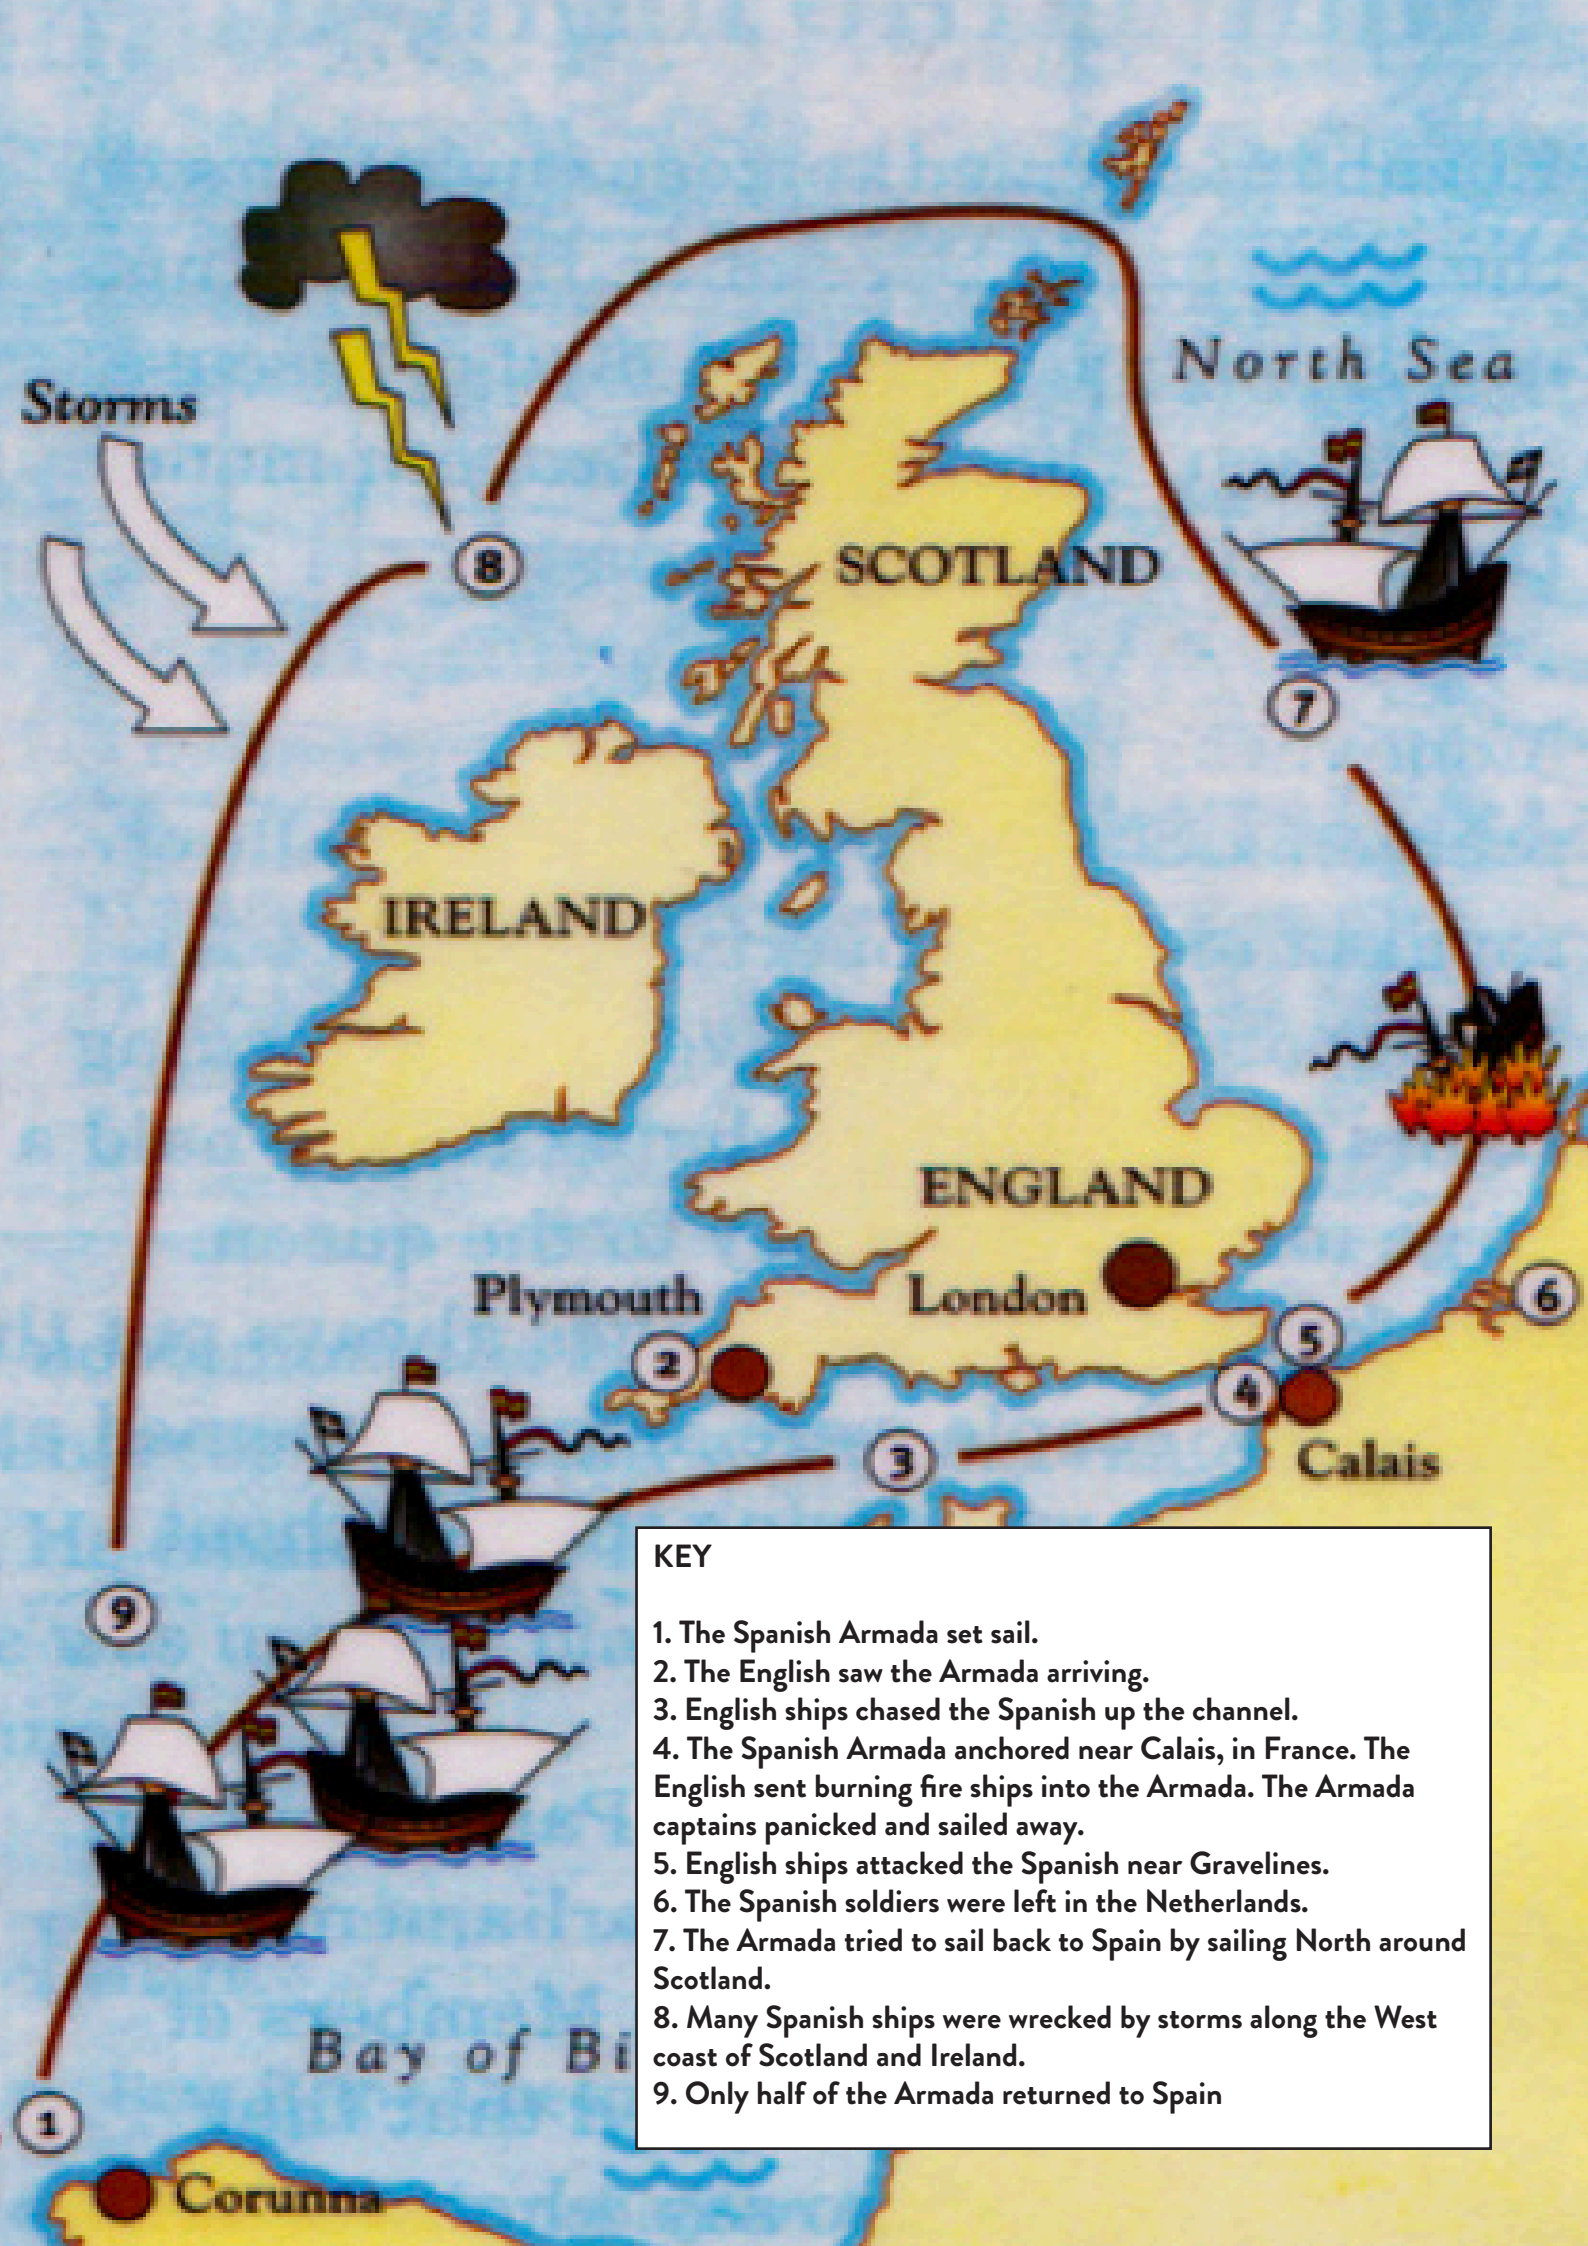 North Sea
Storms
8
SCOTLAND
7
IRELAND
ENGLAND
Plymouth
London
6
5
2
4
3
Calais
9
Bay of Bi
1
Corunna
KEY
1. The Spanish Armada set sail.
2. The English saw the Armada arriving.
3. English ships chased the Spanish up the channel.
4. The Spanish Armada anchored near Calais, in France. The
English sent burning fire ships into the Armada. The Armada
captains panicked and sailed away.
5. English ships attacked the Spanish near Gravelines.
6. The Spanish soldiers were left in the Netherlands.
7. The Armada tried to sail back to Spain by sailing North around
Scotland.
8. Many Spanish ships were wrecked by storms along the West
coast of Scotland and Ireland.
9. Only half of the Armada returned to Spain